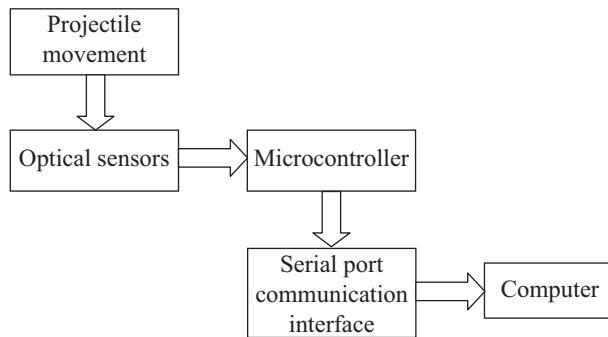 Projectile
movement
Optical sensors
Microcontroller
Serial port
communication
interface
Computer